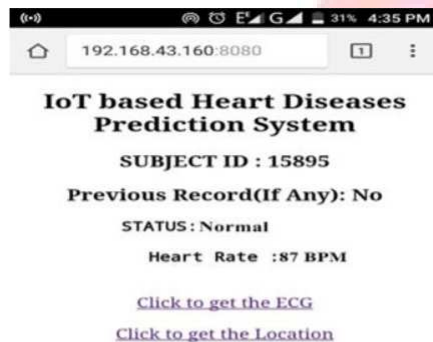 E G 31% 4:35 PM
192.168.43.160:8080 1
IoT based Heart Diseases
Prediction System
SUBJECT ID : 15895
Previous Record(If Any): No
STATUS:Normal
Heart Rate :87 BPM
Click to get the ECG
Click to get the Location